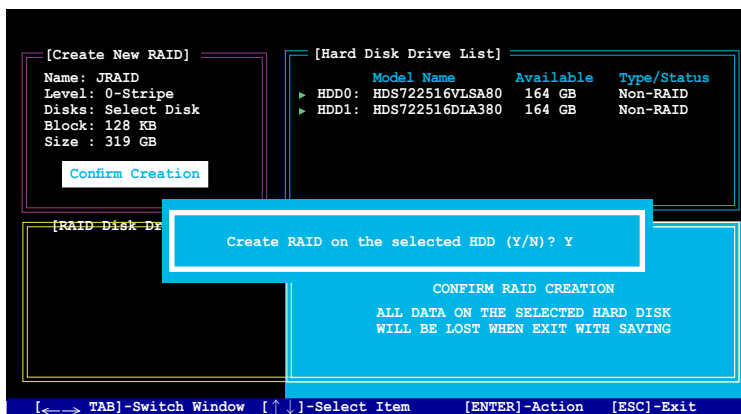 [Create New RAID]
Name: JRAID
Level: 0-Stripe
Disks: Select Disk
Block: 128 KB
Size : 319 GB
Confirm Creation
[Hard Disk Drive List]
Model Name Available Type/Status
HDD0: HDS722516VLSA80 164 GB Non-RAID
HDD1: HDS722516DLA380 164 GB Non-RAID
[RAID Disk Dr
Create RAID on the selected HDD (Y/N)? Y
CONFIRM RAID CREATION
ALL DATA ON THE SELECTED HARD DISK
WILL BE LOST WHEN EXIT WITH SAVING
[←→ TAB]-Switch Window [↑↓]-Select Item [ENTER]-Action [ESC]-Exit